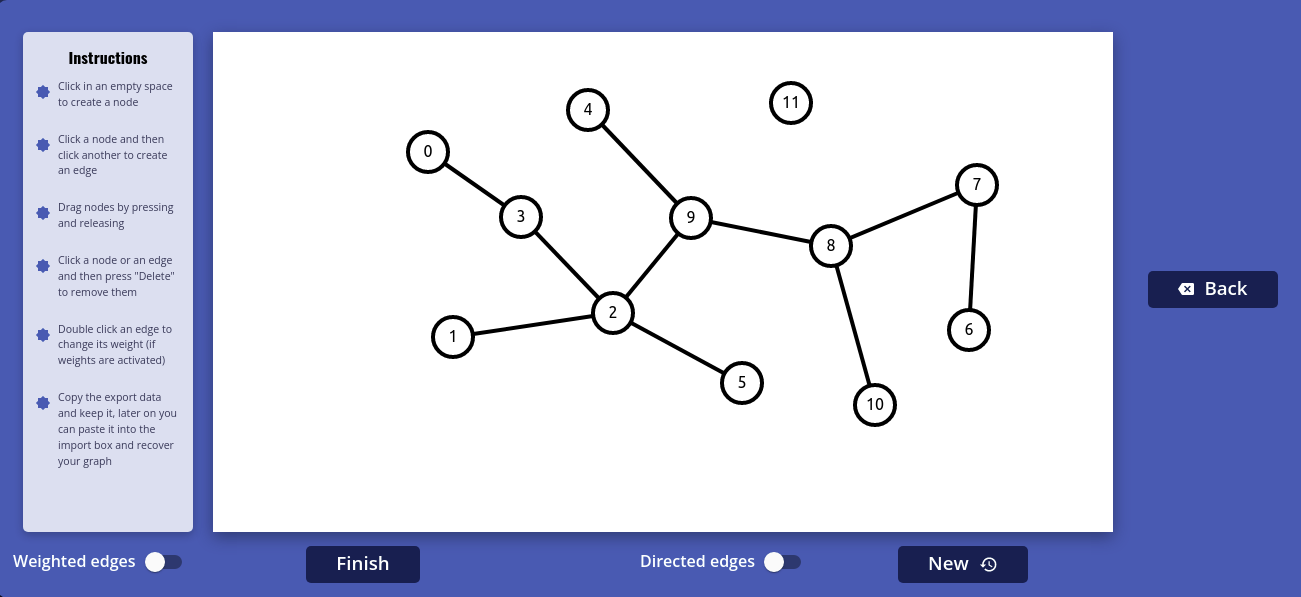 Instructions
Click in an empty space
to create a node
Click a node and then
click another to create
an edge
Drag nodes by pressing
and releasing
Click a node or an edge
and then press "Delete"
to remove them
Double click an edge to
change its weight (if
weights are activated)
Copy the export data
and keep it, later on you
can paste it into the
import box and recover
your graph
4
11
0
7
3
9
8
2
6
1
5
10
Back
Weighted edges
Finish
Directed edges
New